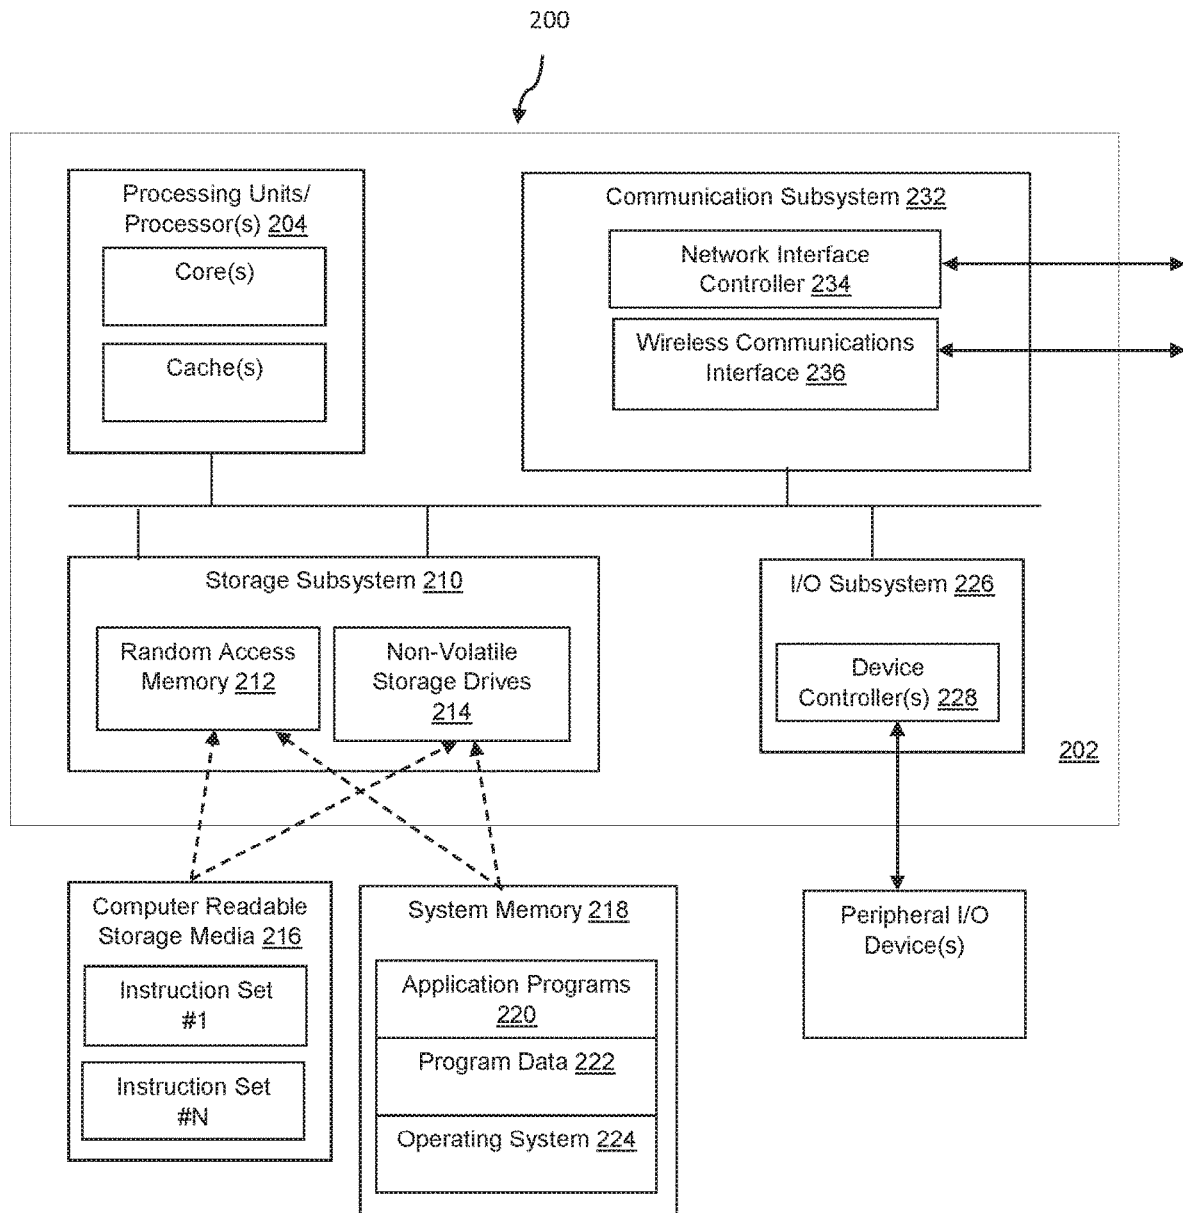 200
Processing Units/
Processor(s) 204
Core(s)
Cache(s)
Communication Subsystem 232
Network Interface
Controller 234
Wireless Communications
Interface 236
Storage Subsystem 210
Random Access
Memory 212
Non-Volatile
Storage Drives
214
I/O Subsystem 226
Device
Controller(s) 228
202
Computer Readable
Storage Media 216
Instruction Set
#1
Instruction Set
#N
System Memory 218
Application Programs
220
Program Data 222
Operating System 224
Peripheral I/O
Device(s)